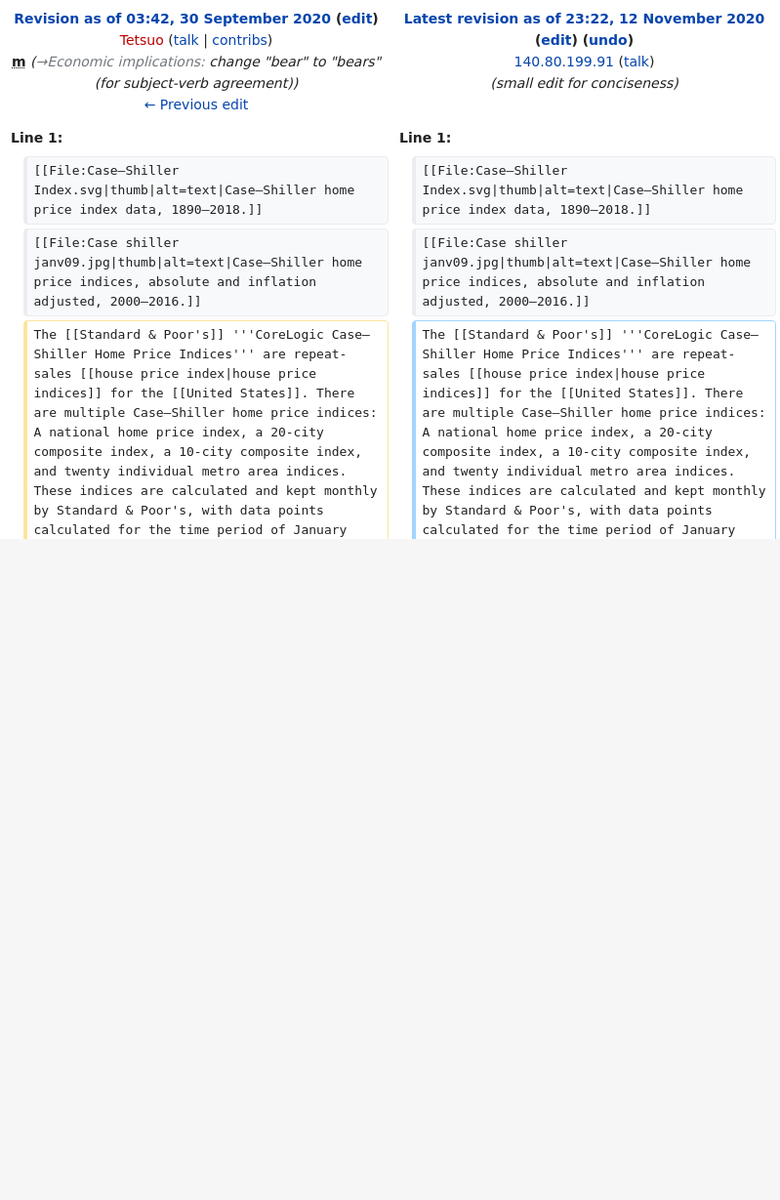 Revision as of 03:42, 30 September 2020 (edit)
Tetsuo (talk | contribs)
m (→Economic implications: change "bear" to "bears"
(for subject-verb agreement))
← Previous edit
Line 1:
[[File:Case–Shiller
Index.svg|thumb|alt=text|Case–Shiller home
price index data, 1890–2018.]]
[[File:Case shiller
janv09.jpg|thumb|alt=text|Case–Shiller home
price indices, absolute and inflation
adjusted, 2000–2016.]]
The [[Standard & Poor's]] '''CoreLogic Case–
Shiller Home Price Indices''' are repeat-
sales [[house price index|house price
indices]] for the [[United States]]. There
are multiple Case–Shiller home price indices:
A national home price index, a 20-city
composite index, a 10-city composite index,
and twenty individual metro area indices.
These indices are calculated and kept monthly
by Standard & Poor's, with data points
calculated for the time period of January
Latest revision as of 23:22, 12 November 2020
(edit) (undo)
140.80.199.91 (talk)
(small edit for conciseness)
Line 1:
[[File:Case–Shiller
Index.svg|thumb|alt=text|Case–Shiller home
price index data, 1890–2018.]]
[[File:Case shiller
janv09.jpg|thumb|alt=text|Case–Shiller home
price indices, absolute and inflation
adjusted, 2000–2016.]]
The [[Standard & Poor's]] '''CoreLogic Case–
Shiller Home Price Indices''' are repeat-
sales [[house price index|house price
indices]] for the [[United States]]. There
are multiple Case–Shiller home price indices:
A national home price index, a 20-city
composite index, a 10-city composite index,
and twenty individual metro area indices.
These indices are calculated and kept monthly
by Standard & Poor's, with data points
calculated for the time period of January